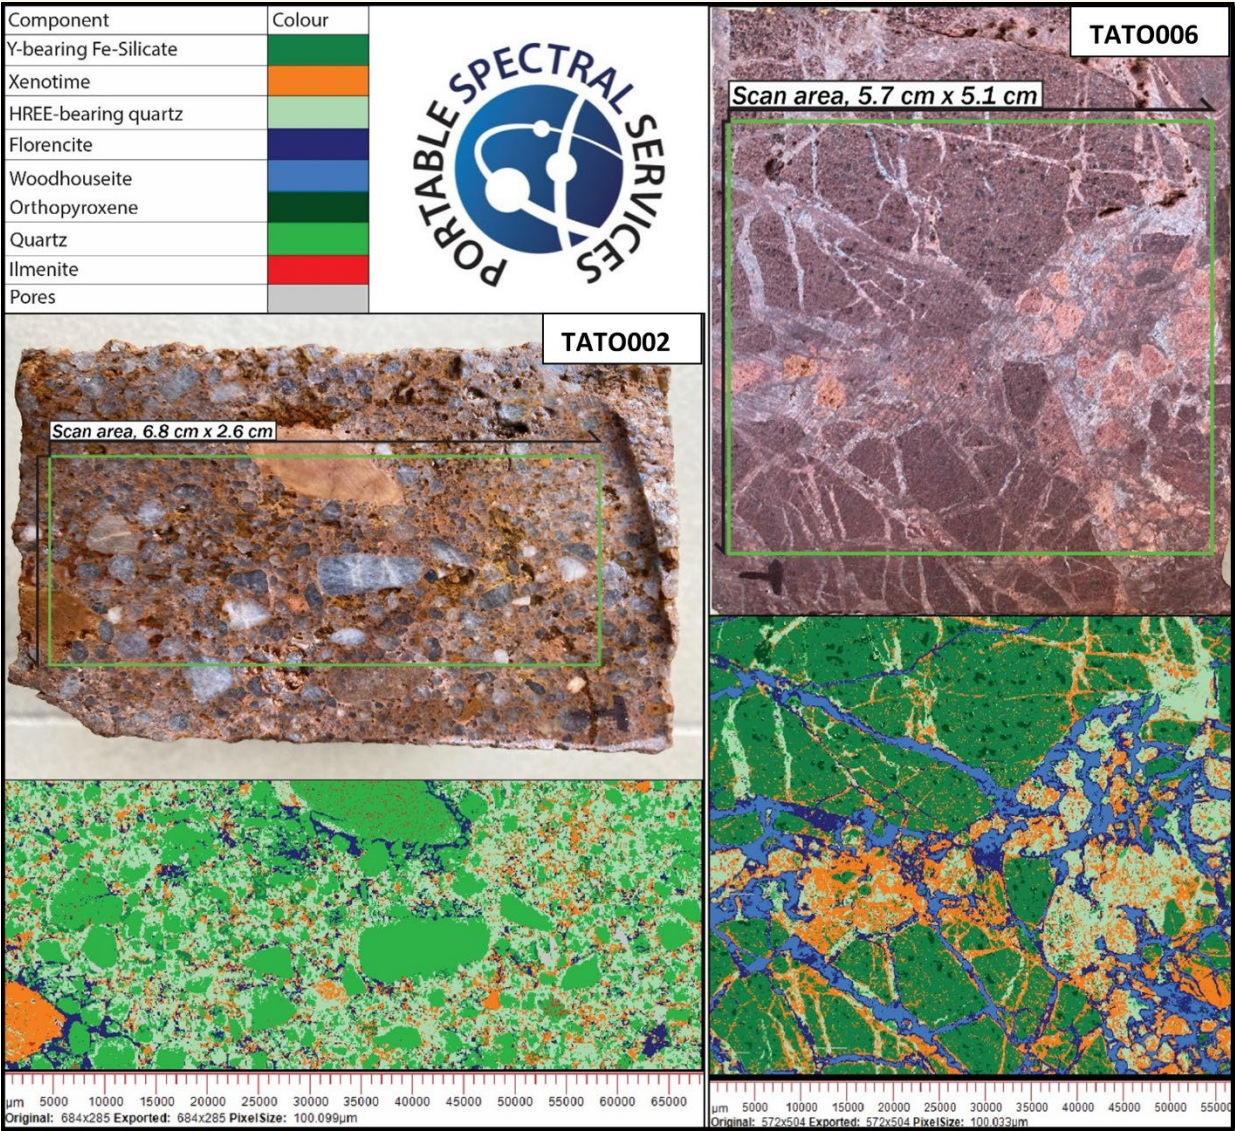 Component Colour
Y-bearing Fe-Silicate
Xenotime
HREE-bearing quartz
Florencite
Woodhouseite
Orthopyroxene
Quartz
Ilmenite
Pores
PORTABLE SPECTRAL SERVICES
TATO006
Scan area, 5.7 cm x 5.1 cm
TATO002
Scan area, 6.8 cm x 2.6 cm
µm 5000 10000 15000 20000 25000 30000 35000 40000 45000 50000 55000 60000 65000
Original: 684x285 Exported: 684x285 PixelSize: 100.099µm
µm 5000 10000 15000 20000 25000 30000 35000 40000 45000 50000 55000
Original: 572x504 Exported: 572x504 PixelSize: 100.033µm